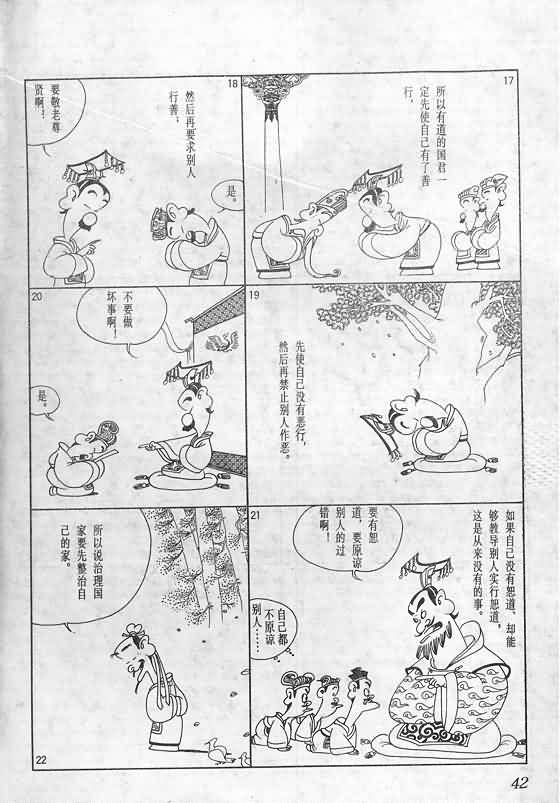 17
所以有道的国君一
定先使自己有了善
行，
18
然后再要求别人
行善；
要敬老尊
贤啊！
是。
19
先使自己没有恶行，
然后再禁止别人作恶。
20
不要做
坏事啊！
是。
21
如果自己没有恕道，却能
够教导别人实行恕道，
这是从来没有的事。
要有恕
道，要原谅
别人的过
错啊！
自己都
不原谅
别人……
22
所以说治理国
家要先整治自
己的家。
42